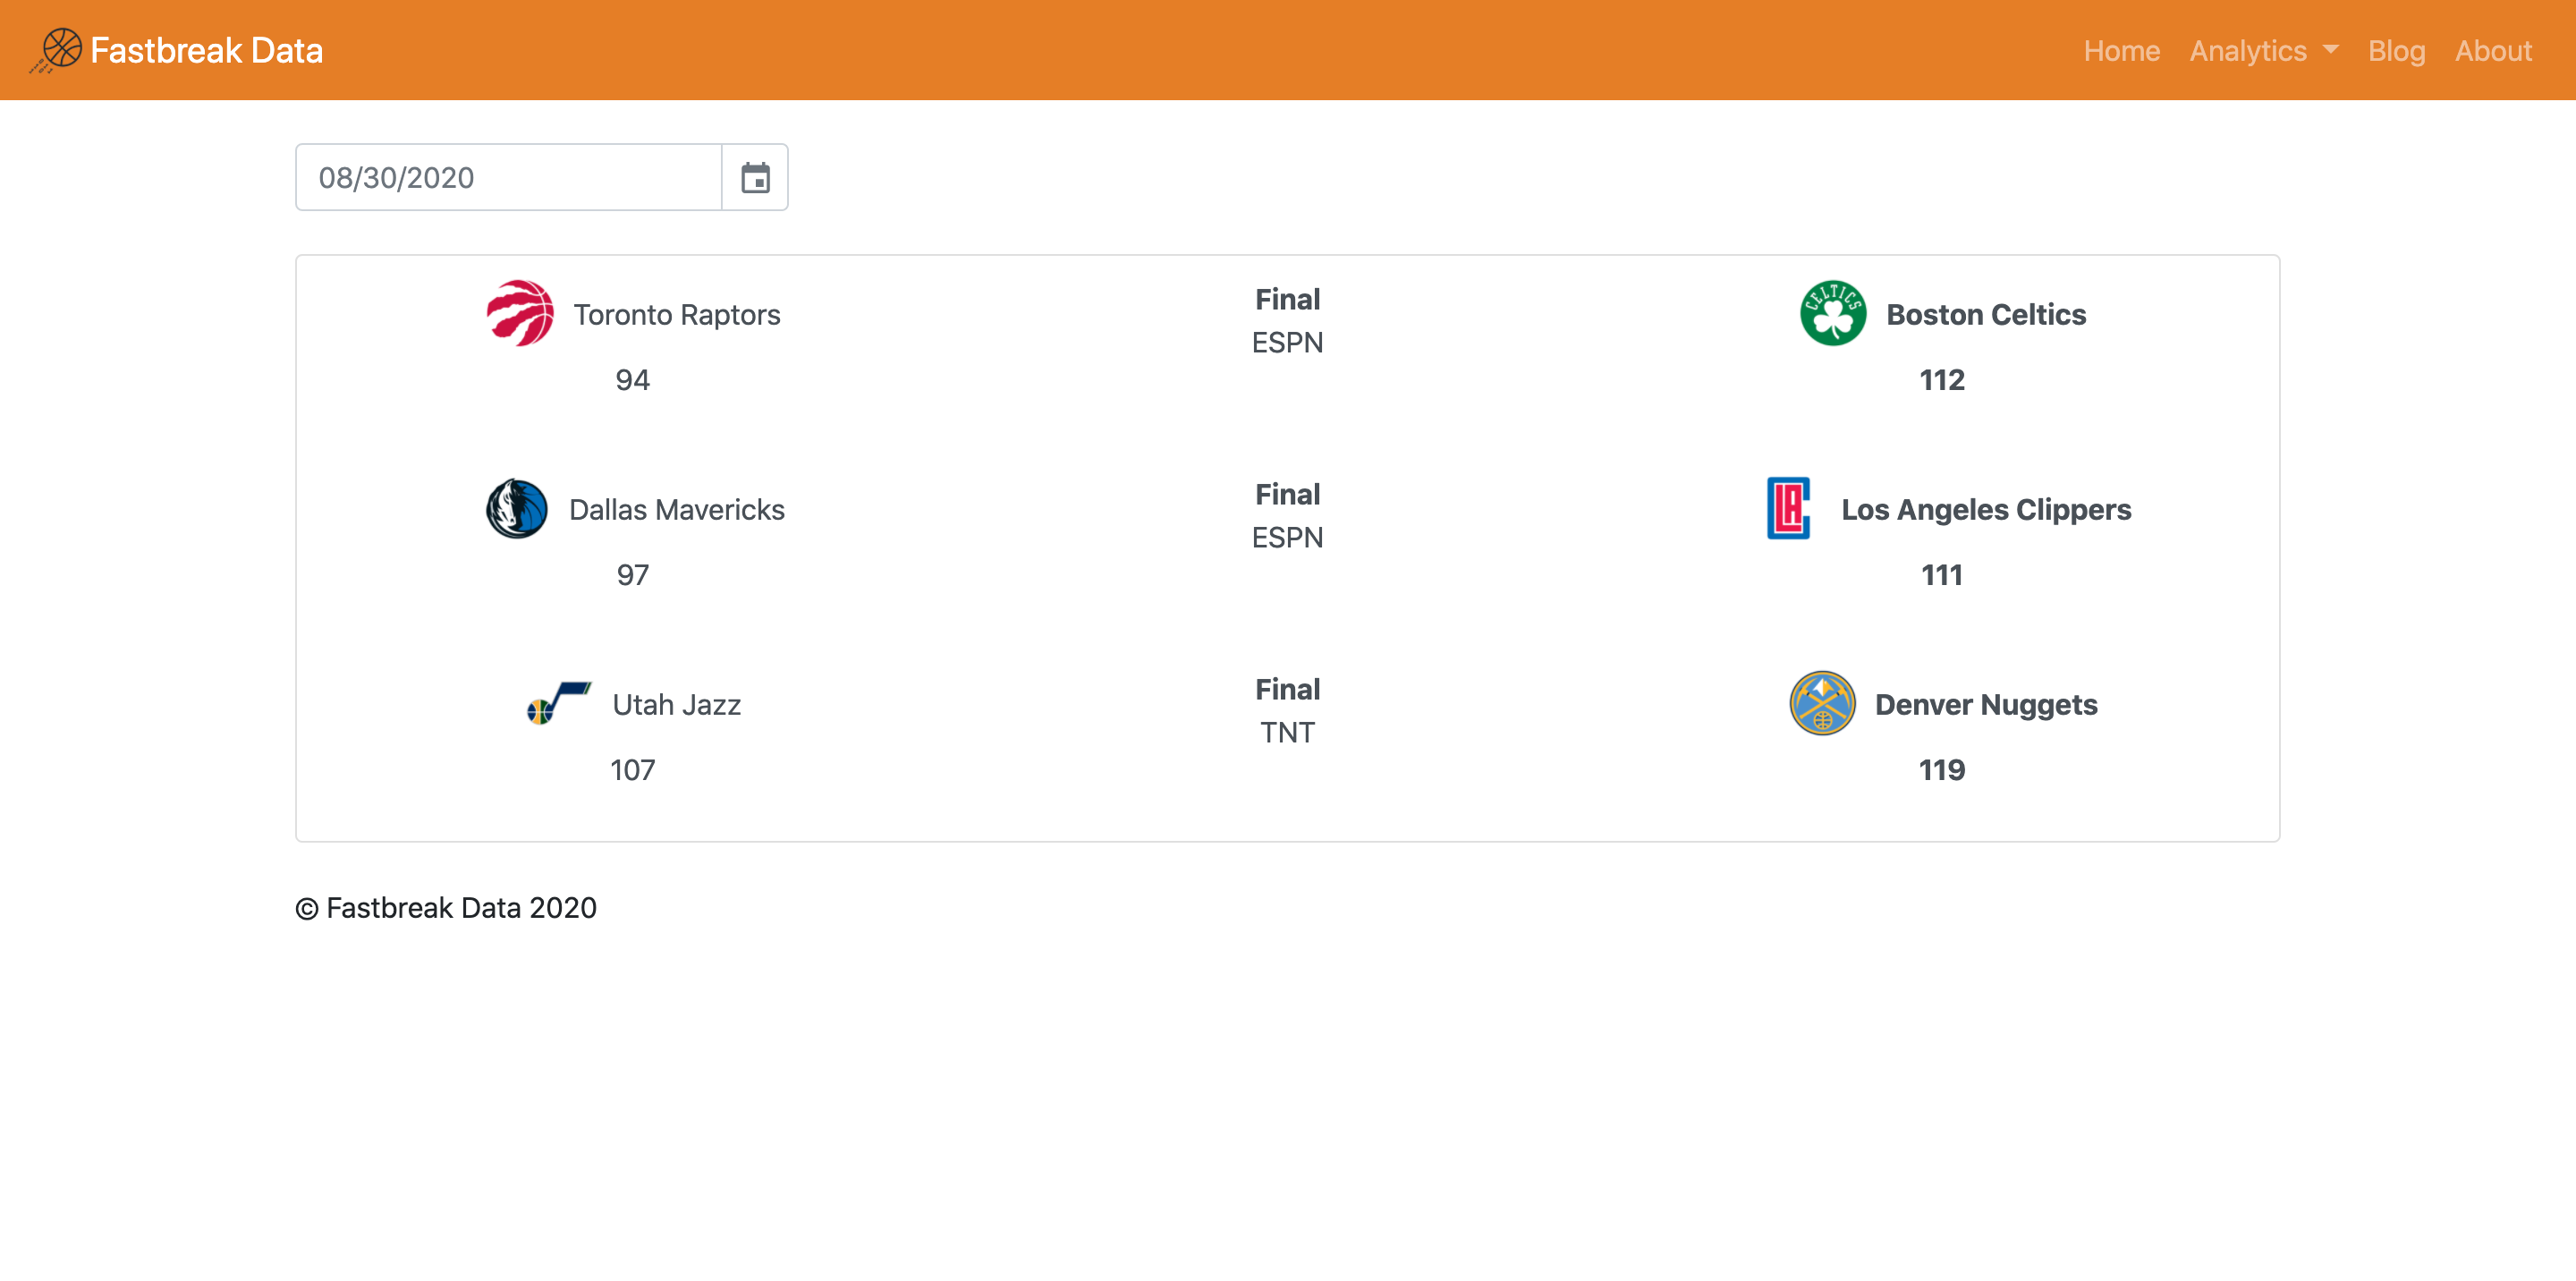 Fastbreak Data
Home Analytics Blog About
08/30/2020
Toronto Raptors
94
Final
ESPN
CELTICS
Boston Celtics
112
Dallas Mavericks
97
Final
ESPN
LA
Los Angeles Clippers
111
Utah Jazz
107
Final
TNT
Denver Nuggets
119
© Fastbreak Data 2020